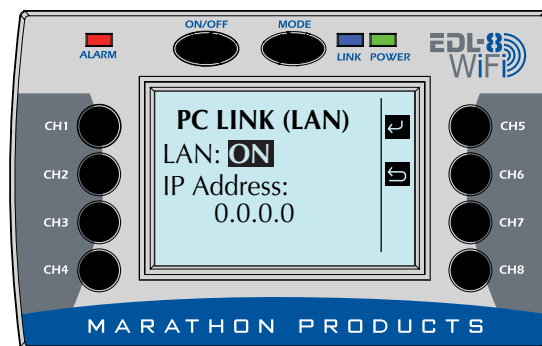 ON/OFF
MODE
ALARM
LINK
POWER
EDL-8
WiFi
CH1
CH2
CH3
CH4
PC LINK (LAN)
LAN: ON
IP Address:
0.0.0.0
CH5
CH6
CH7
CH8
MARATHON PRODUCTS